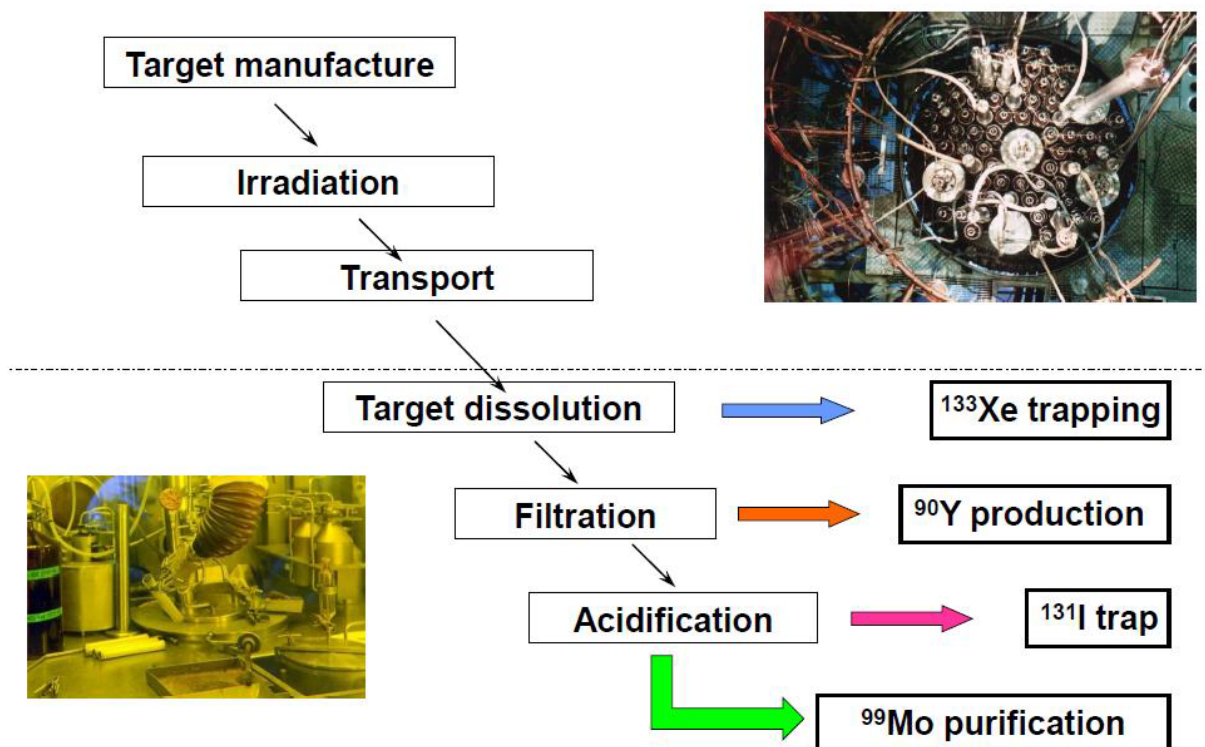 Target manufacture
Irradiation
Transport
Target dissolution
¹³³Xe trapping
Filtration
⁹⁰Y production
Acidification
¹³¹I trap
⁹⁹Mo purification